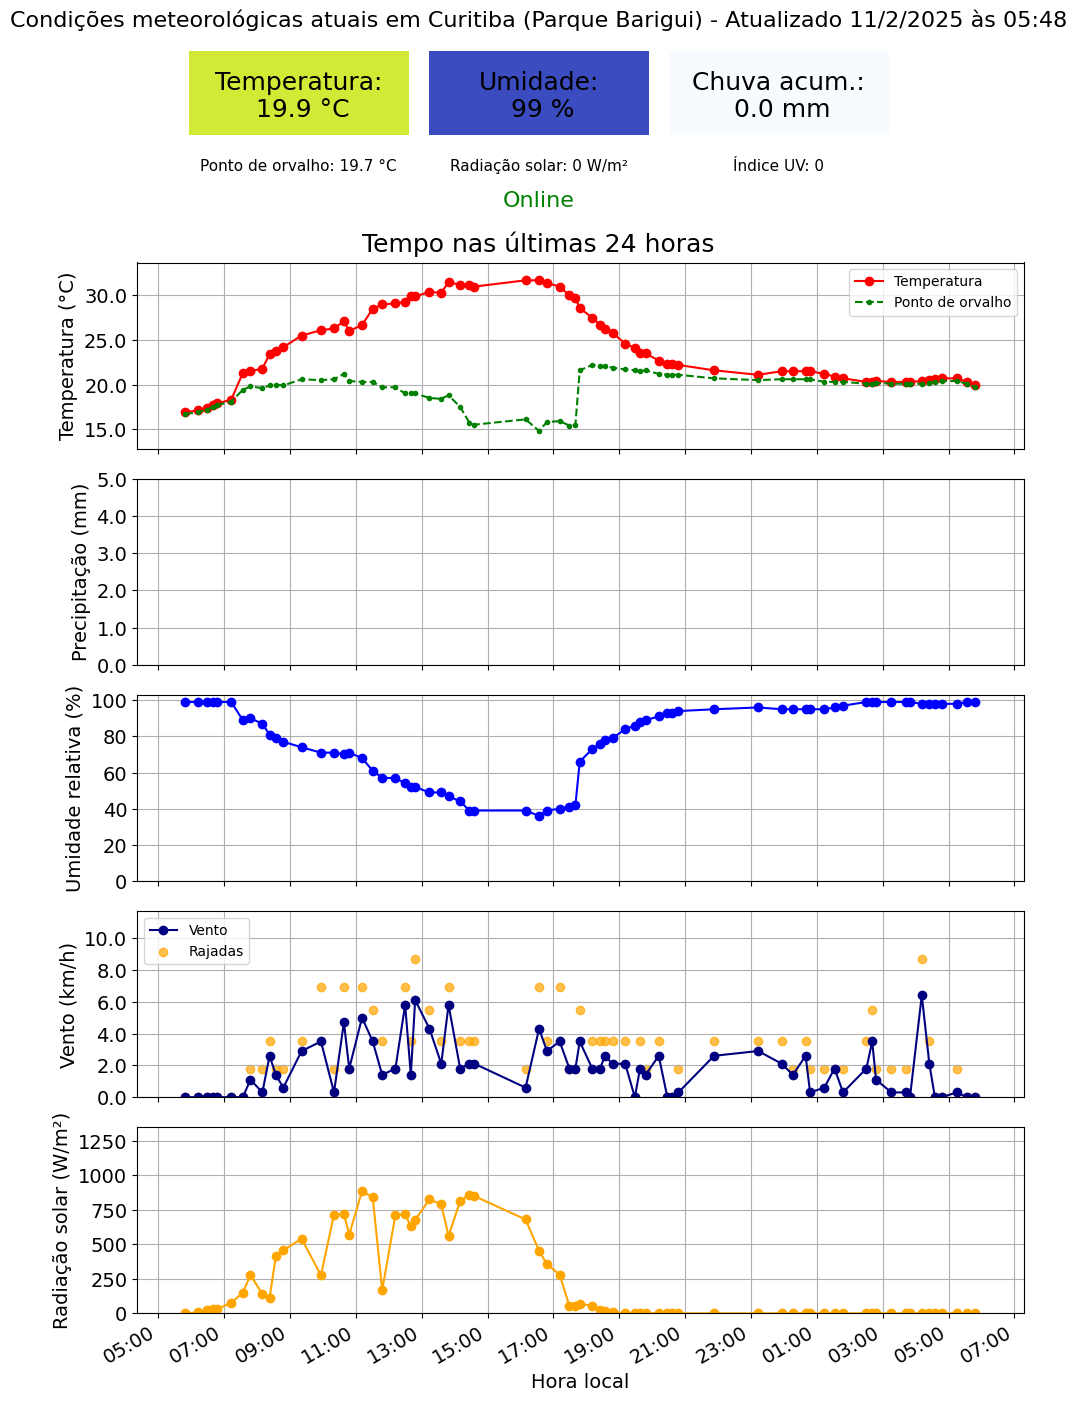 Condições meteorológicas atuais em Curitiba (Parque Barigui) - Atualizado 11/2/2025 às 05:48
Temperatura:
19.9 °C
Umidade:
99 %
Chuva acum.:
0.0 mm
Ponto de orvalho: 19.7 °C
Radiação solar: 0 W/m²
Índice UV: 0
Online
Tempo nas últimas 24 horas
Temperatura (°C)
30.0
25.0
20.0
15.0
Temperatura
Ponto de orvalho
Precipitação (mm)
5.0
4.0
3.0
2.0
1.0
0.0
Umidade relativa (%)
100
80
60
40
20
0
Vento (km/h)
10.0
8.0
6.0
4.0
2.0
0.0
Vento
Rajadas
Radiação solar (W/m²)
1250
1000
750
500
250
0
05:00
07:00
09:00
11:00
13:00
15:00
17:00
19:00
21:00
23:00
01:00
03:00
05:00
07:00
Hora local